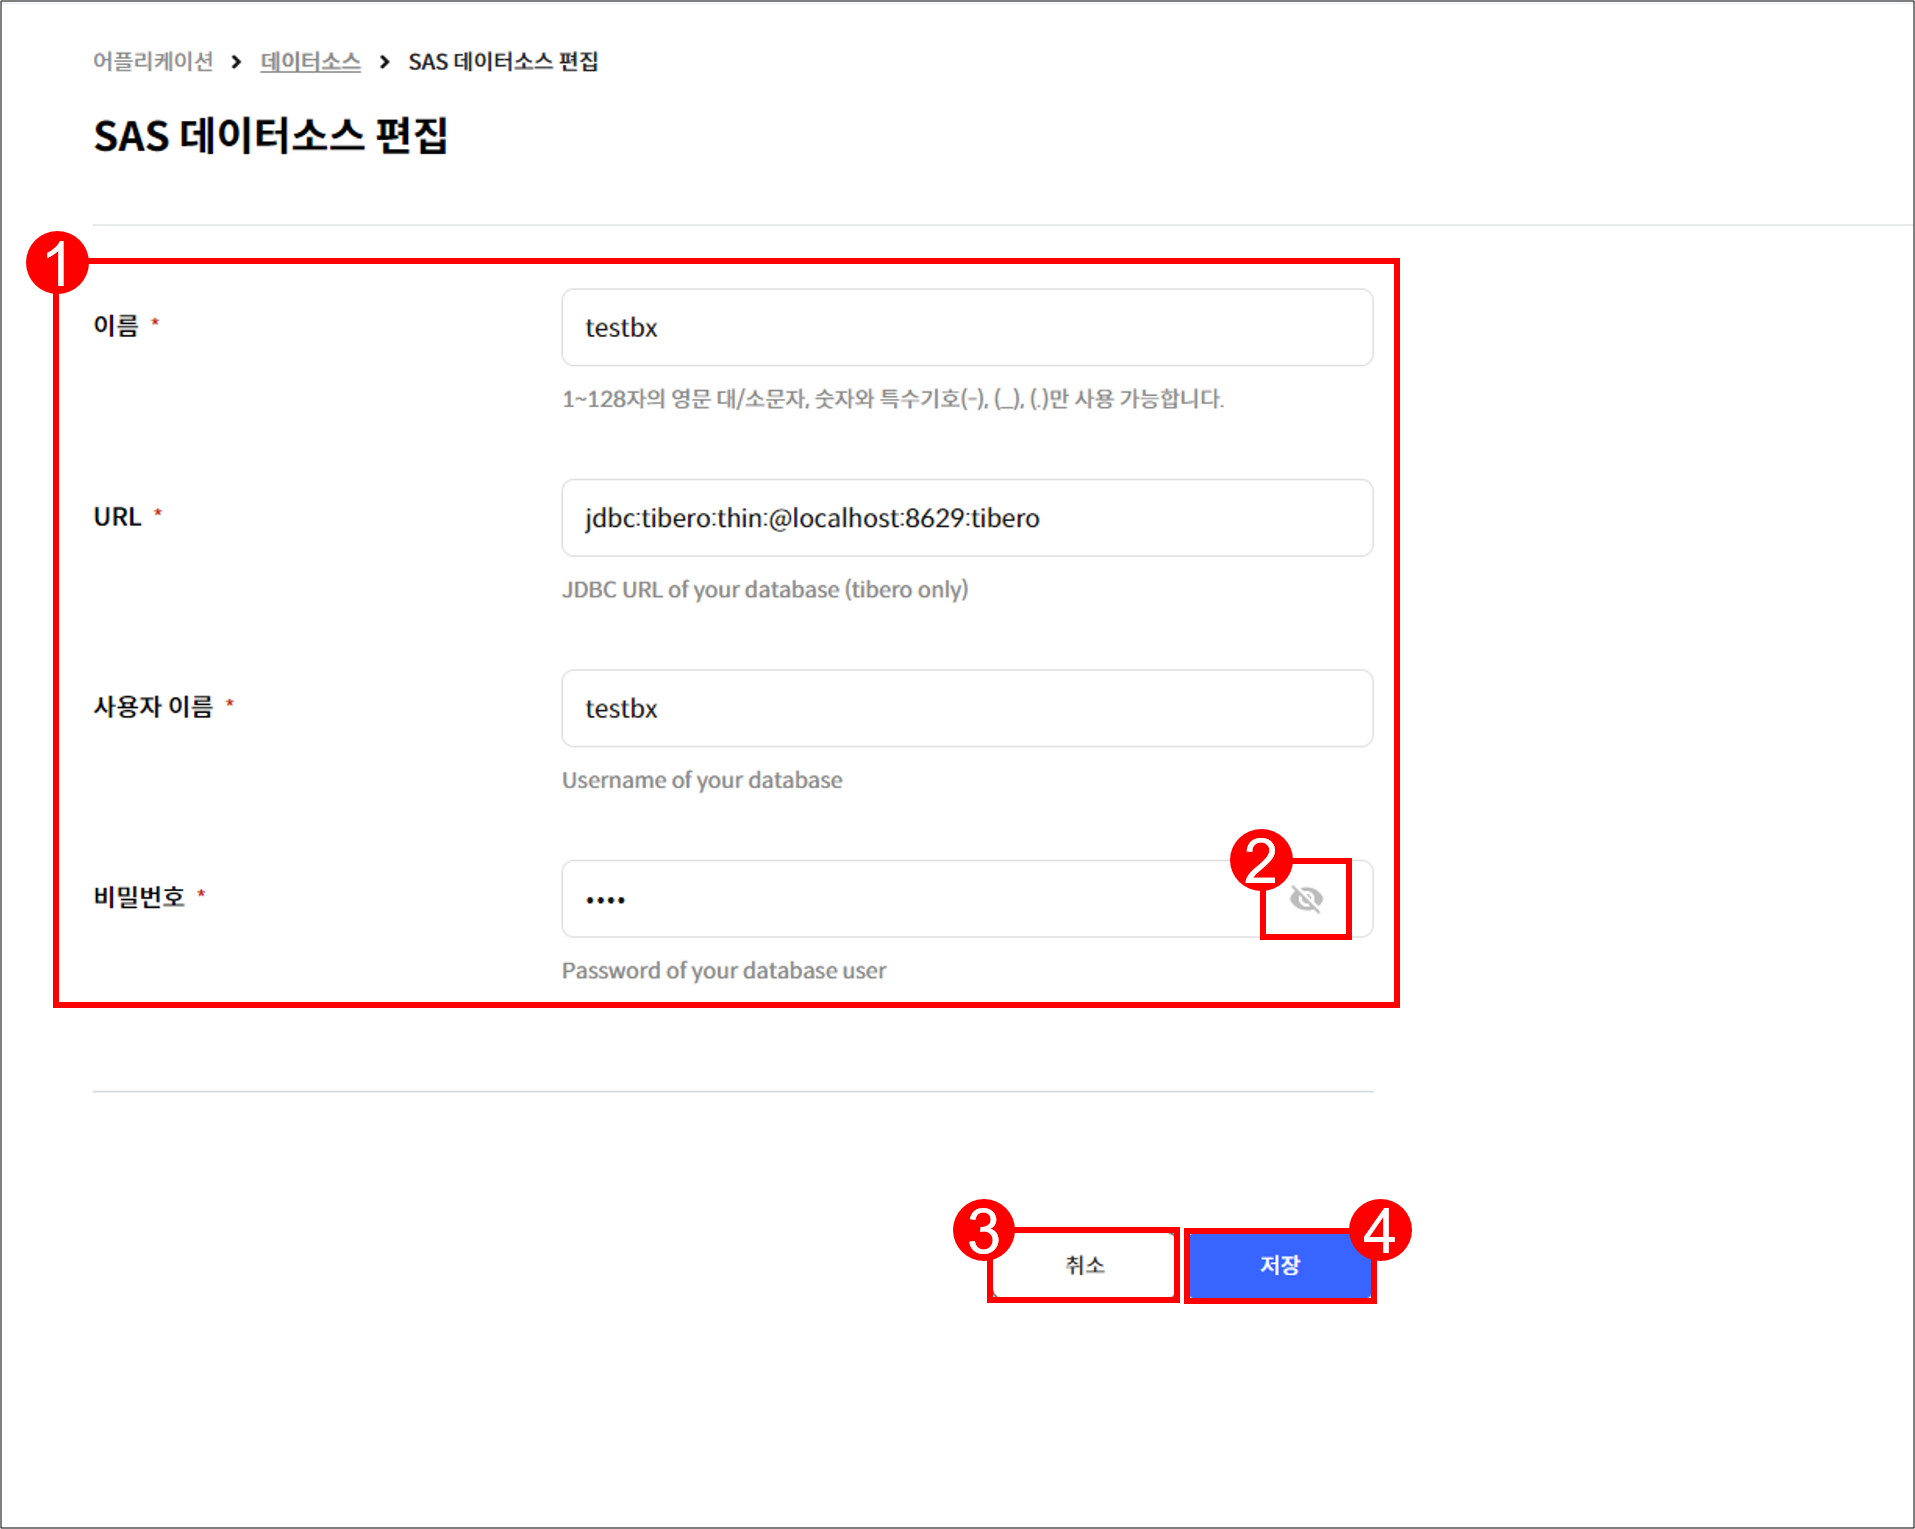 어플리케이션 > 데이터소스 > SAS 데이터소스 편집
SAS 데이터소스 편집
1
이름 *
testbx
1~128자의 영문 대/소문자, 숫자와 특수기호(-), (_), (.)만 사용 가능합니다.
URL *
jdbc:tibero:thin:@localhost:8629:tibero
JDBC URL of your database (tibero only)
사용자 이름 *
testbx
Username of your database
2
비밀번호 *
••••
Password of your database user
3
취소
4
저장